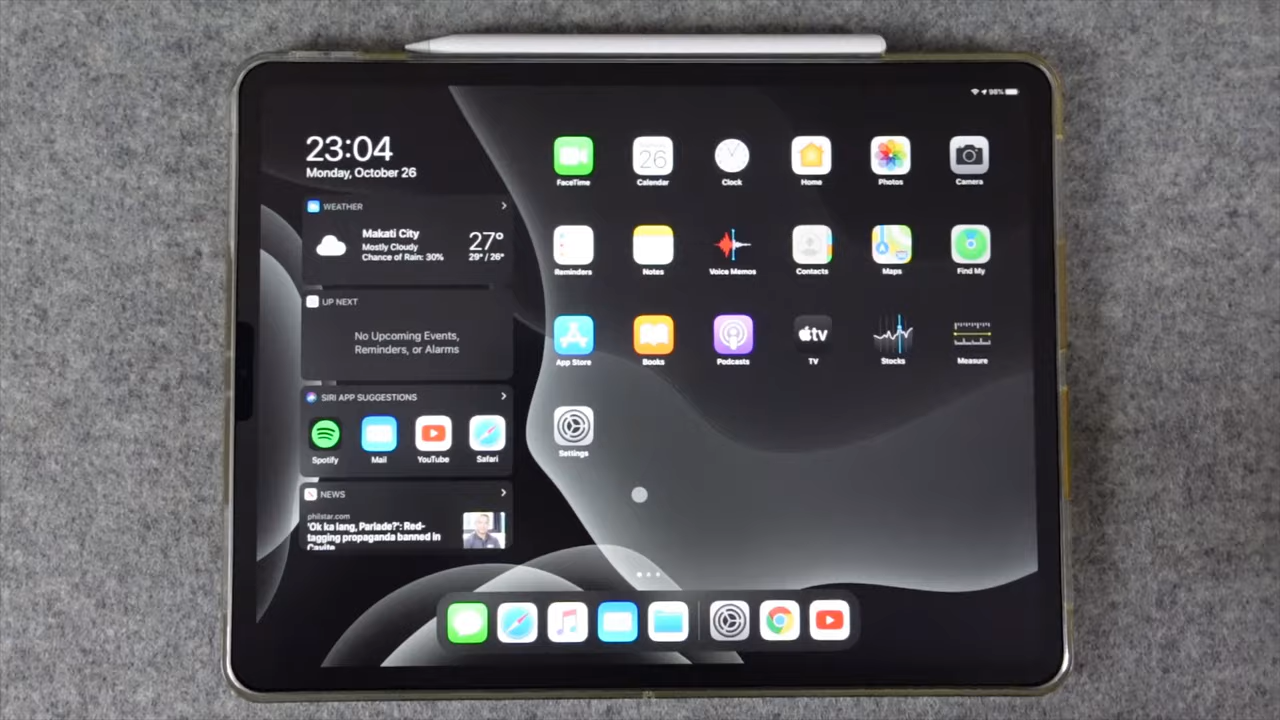 98%
23:04
Monday, October 26
WEATHER
Makati City
Mostly Cloudy
Chance of Rain: 30%
27°
29° / 26°
UP NEXT
No Upcoming Events,
Reminders, or Alarms
SIRI APP SUGGESTIONS
Spotify
Mail
YouTube
Safari
NEWS
philstar.com
'Ok ka lang, Parlade?': Red-
tagging propaganda banned in
Cavite
FaceTime
26
Calendar
Clock
Home
Photos
Camera
Reminders
Notes
Voice Memos
Contacts
Maps
Find My
App Store
Books
Podcasts
tv
TV
Stocks
Measure
Settings